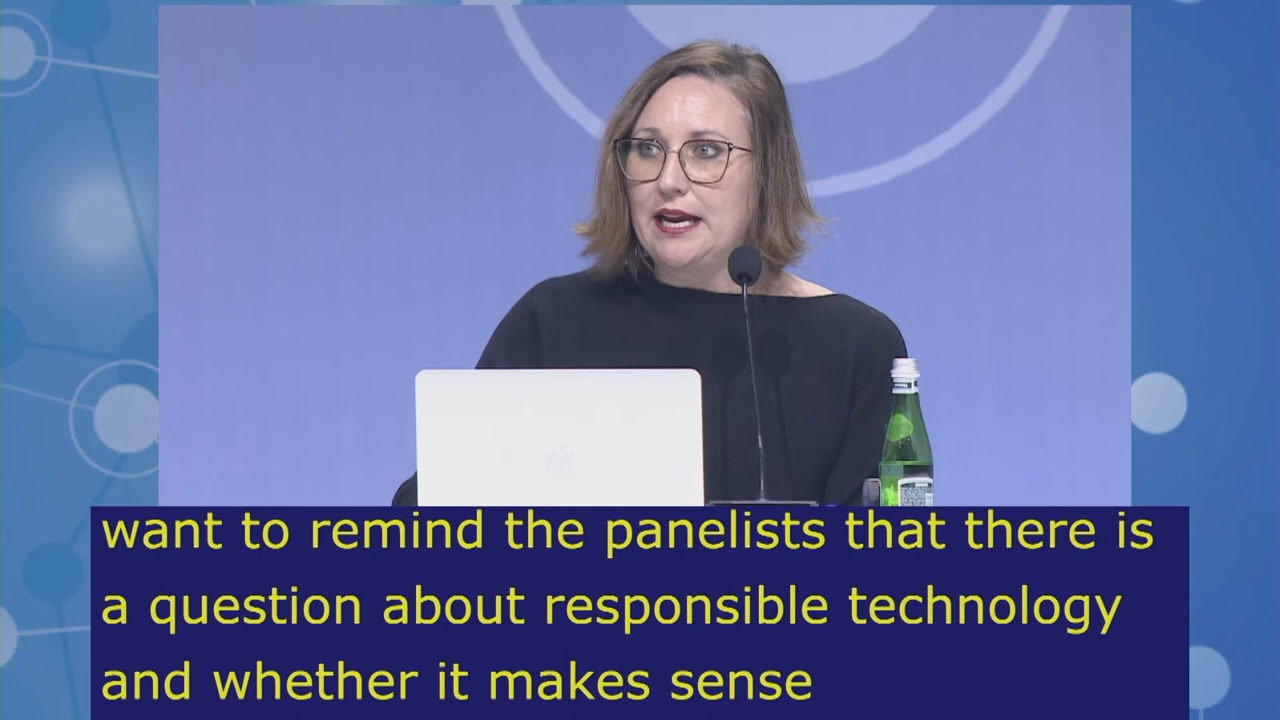 want to remind the panelists that there is
a question about responsible technology
and whether it makes sense